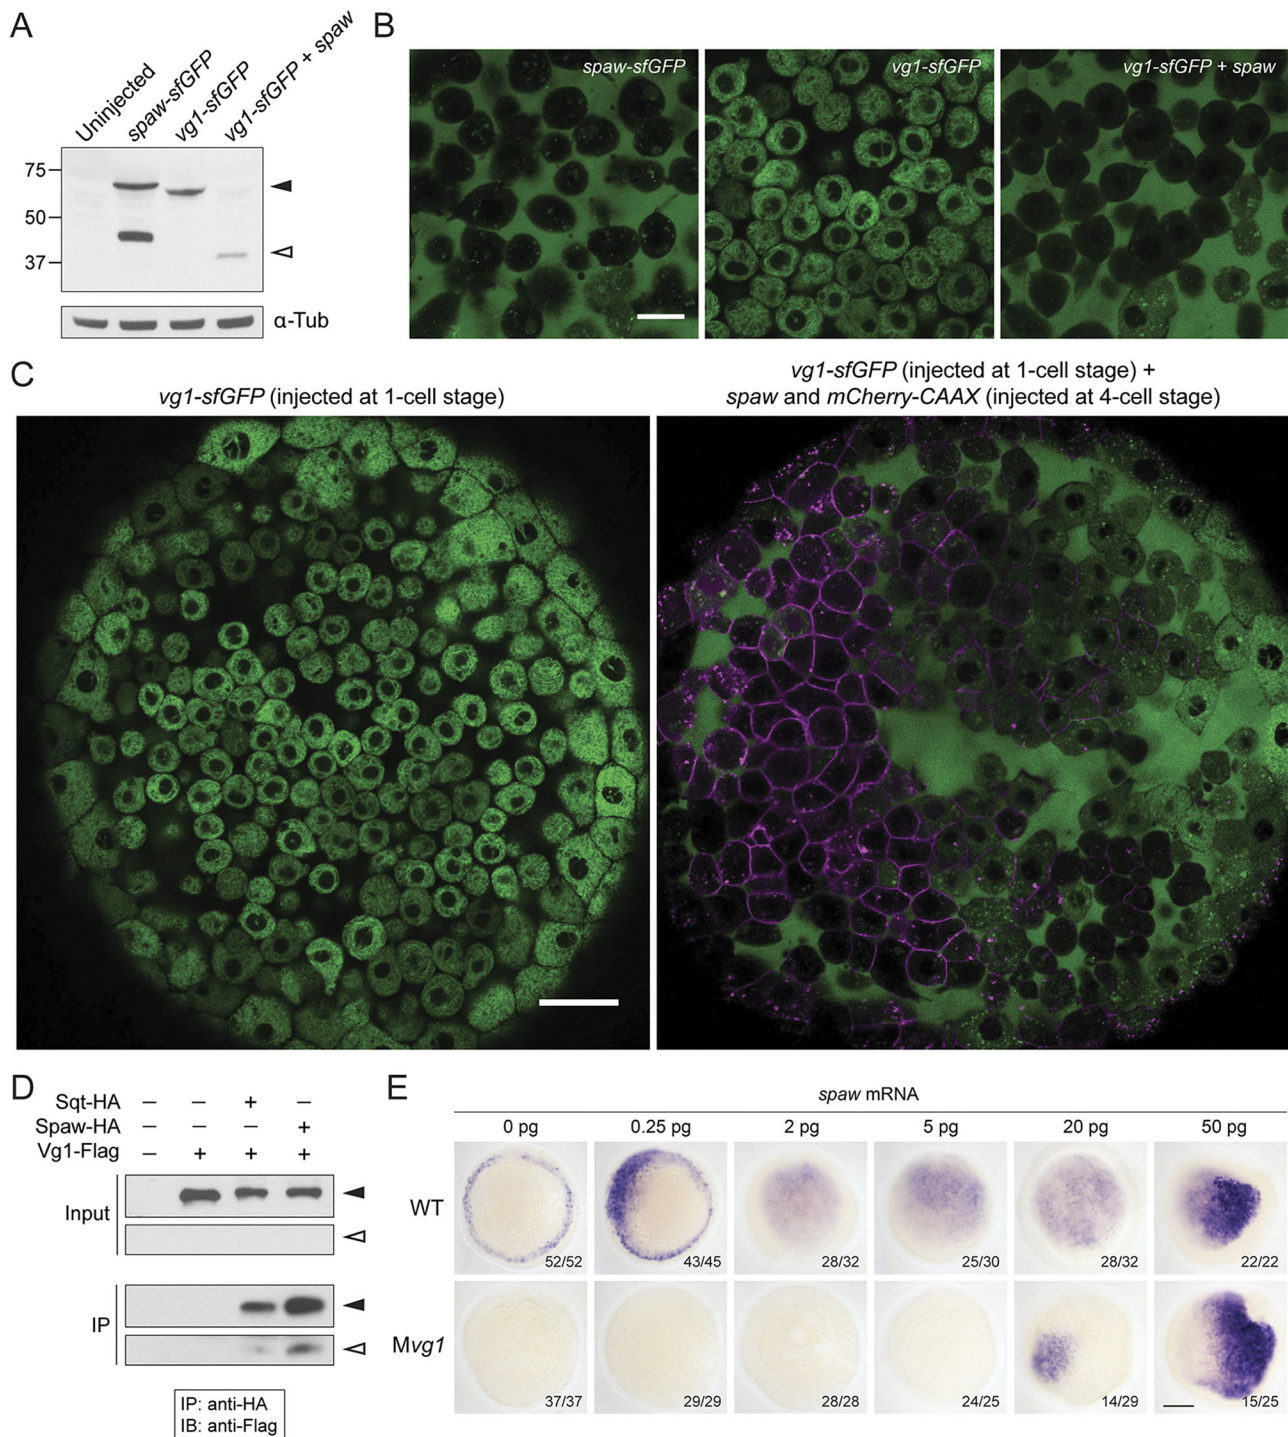 A
Uninjected
spaw-sfGFP
vg1-sfGFP
vg1-sfGFP + spaw
75
50
37
α-Tub
B
spaw-sfGFP
vg1-sfGFP
vg1-sfGFP + spaw
C
vg1-sfGFP (injected at 1-cell stage)
vg1-sfGFP (injected at 1-cell stage) +
spaw and mCherry-CAAX (injected at 4-cell stage)
D
Sqt-HA – – + –
Spaw-HA – – – +
Vg1-Flag – + + +
Input
IP
IP: anti-HA
IB: anti-Flag
E
spaw mRNA
0 pg 0.25 pg 2 pg 5 pg 20 pg 50 pg
WT
52/52 43/45 28/32 25/30 28/32 22/22
Mvg1
37/37 29/29 28/28 24/25 14/29 15/25